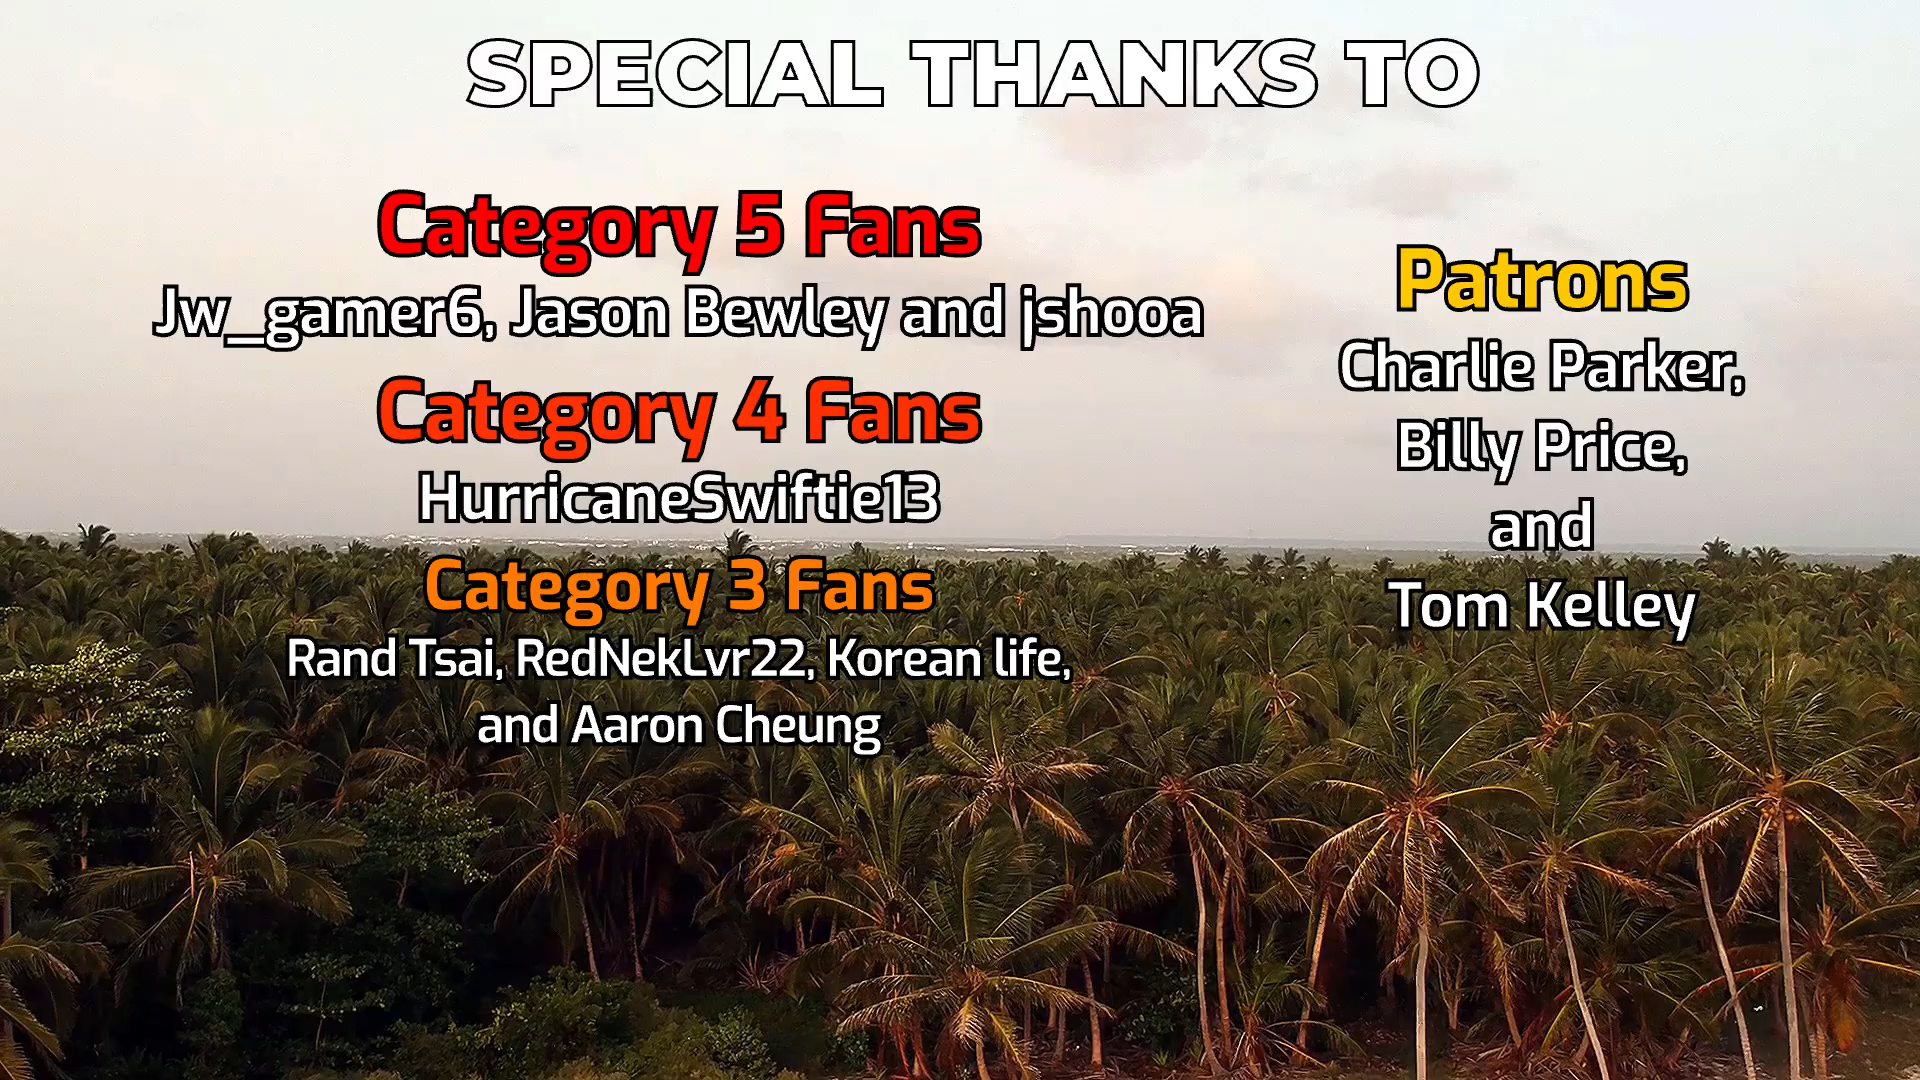 SPECIAL THANKS TO
Category 5 Fans
Jw_gamer6, Jason Bewley and jshooa
Category 4 Fans
HurricaneSwiftie13
Category 3 Fans
Rand Tsai, RedNekLvr22, Korean life,
and Aaron Cheung
Patrons
Charlie Parker,
Billy Price,
and
Tom Kelley